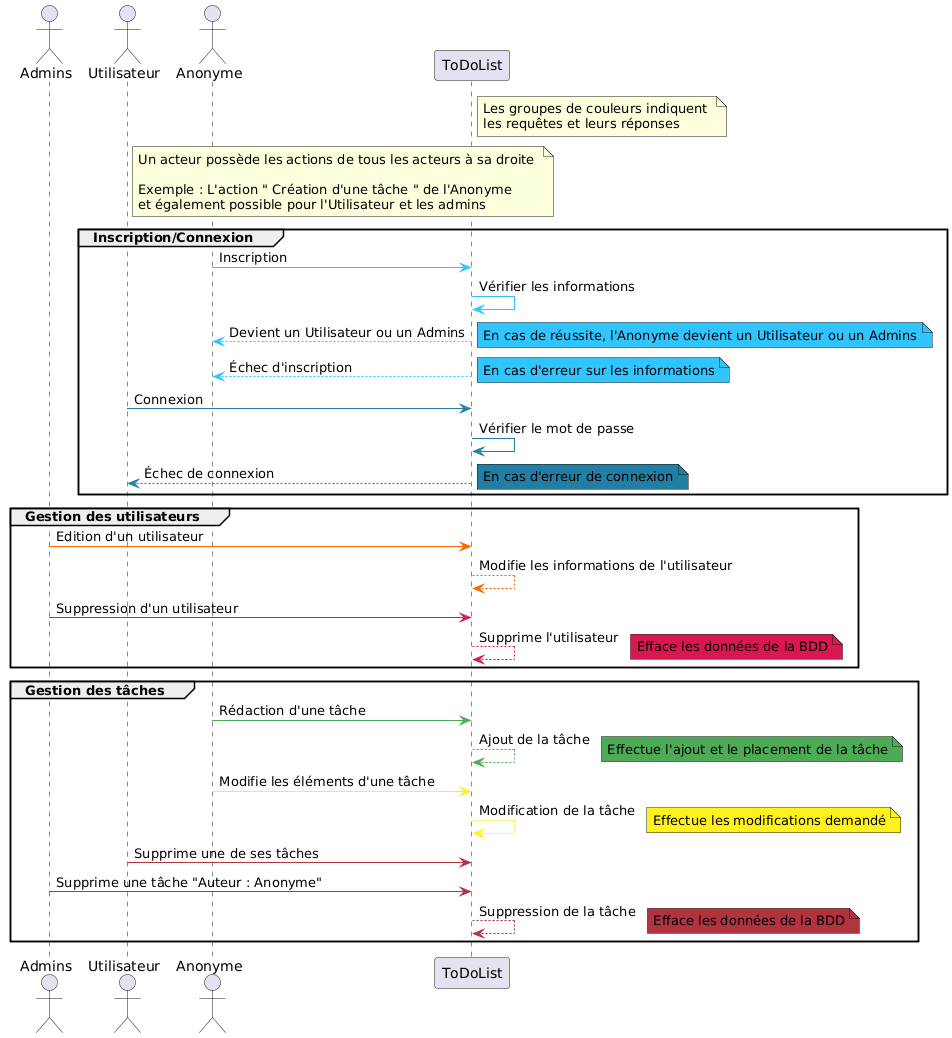 Admins
Utilisateur
Anonyme
ToDoList
Les groupes de couleurs indiquent
les requêtes et leurs réponses
Un acteur possède les actions de tous les acteurs à sa droite
Exemple : L'action " Création d'une tâche " de l'Anonyme
et également possible pour l'Utilisateur et les admins
Inscription/Connexion
Inscription
Vérifier les informations
Devient un Utilisateur ou un Admins
En cas de réussite, l'Anonyme devient un Utilisateur ou un Admins
Échec d'inscription
En cas d'erreur sur les informations
Connexion
Vérifier le mot de passe
Échec de connexion
En cas d'erreur de connexion
Gestion des utilisateurs
Edition d'un utilisateur
Modifie les informations de l'utilisateur
Suppression d'un utilisateur
Supprime l'utilisateur
Efface les données de la BDD
Gestion des tâches
Rédaction d'une tâche
Ajout de la tâche
Effectue l'ajout et le placement de la tâche
Modifie les éléments d'une tâche
Modification de la tâche
Effectue les modifications demandé
Supprime une de ses tâches
Supprime une tâche "Auteur : Anonyme"
Suppression de la tâche
Efface les données de la BDD
Admins
Utilisateur
Anonyme
ToDoList